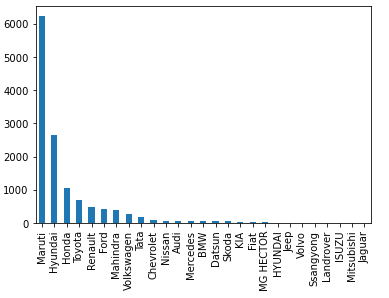 6000
5000
4000
3000
2000
1000
0
Maruti
Hyundai
Honda
Toyota
Renault
Ford
Mahindra
Volkswagen
Tata
Chevrolet
Nissan
Audi
Mercedes
BMW
Datsun
Skoda
KIA
Fiat
MG HECTOR
HYUNDAI
Jeep
Volvo
Ssangyong
Landrover
ISUZU
Mitsubishi
Jaguar